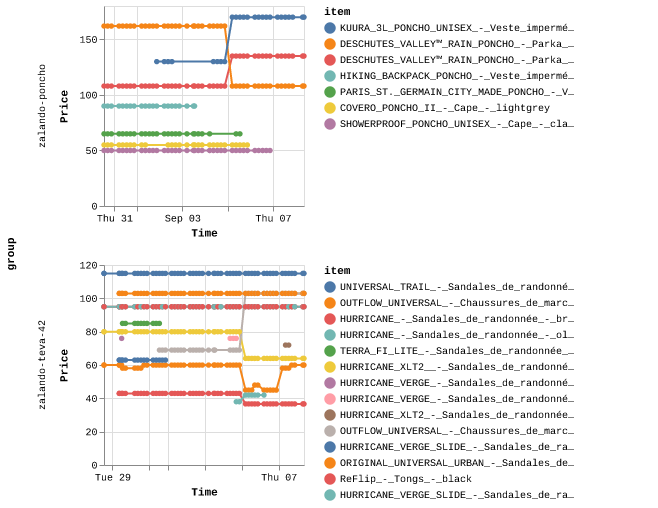 group
zalando-poncho
Price
150
100
50
0
Thu 31
Sep 03
Thu 07
Time
item
KUURA_3L_PONCHO_UNISEX_-_Veste_impermé…
DESCHUTES_VALLEY™_RAIN_PONCHO_-_Parka_…
DESCHUTES_VALLEY™_RAIN_PONCHO_-_Parka_…
HIKING_BACKPACK_PONCHO_-_Veste_impermé…
PARIS_ST._GERMAIN_CITY_MADE_PONCHO_-_V…
COVERO_PONCHO_II_-_Cape_-_lightgrey
SHOWERPROOF_PONCHO_UNISEX_-_Cape_-_cla…
zalando-teva-42
Price
120
100
80
60
40
20
0
Tue 29
Thu 07
Time
item
UNIVERSAL_TRAIL_-_Sandales_de_randonné…
OUTFLOW_UNIVERSAL_-_Chaussures_de_marc…
HURRICANE_-_Sandales_de_randonnée_-_br…
HURRICANE_-_Sandales_de_randonnée_-_ol…
TERRA_FI_LITE_-_Sandales_de_randonnée_…
HURRICANE_XLT2__-_Sandales_de_randonné…
HURRICANE_VERGE_-_Sandales_de_randonné…
HURRICANE_VERGE_-_Sandales_de_randonné…
HURRICANE_XLT2_-_Sandales_de_randonnée…
OUTFLOW_UNIVERSAL_-_Chaussures_de_marc…
HURRICANE_VERGE_SLIDE_-_Sandales_de_ra…
ORIGINAL_UNIVERSAL_URBAN_-_Sandales_de…
ReFlip_-_Tongs_-_black
HURRICANE_VERGE_SLIDE_-_Sandales_de_ra…